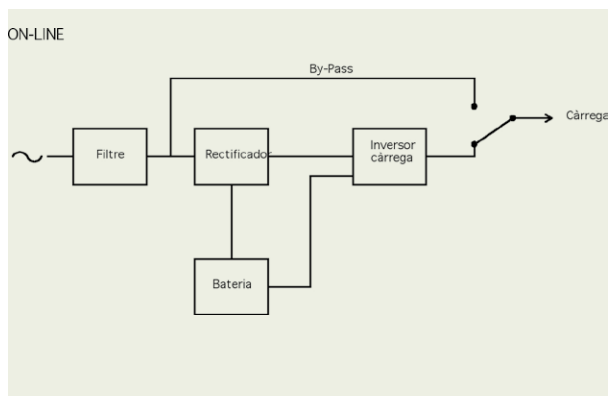 ON-LINE
By-Pass
Càrrega
Filtre
Rectificador
Inversor
càrrega
Bateria